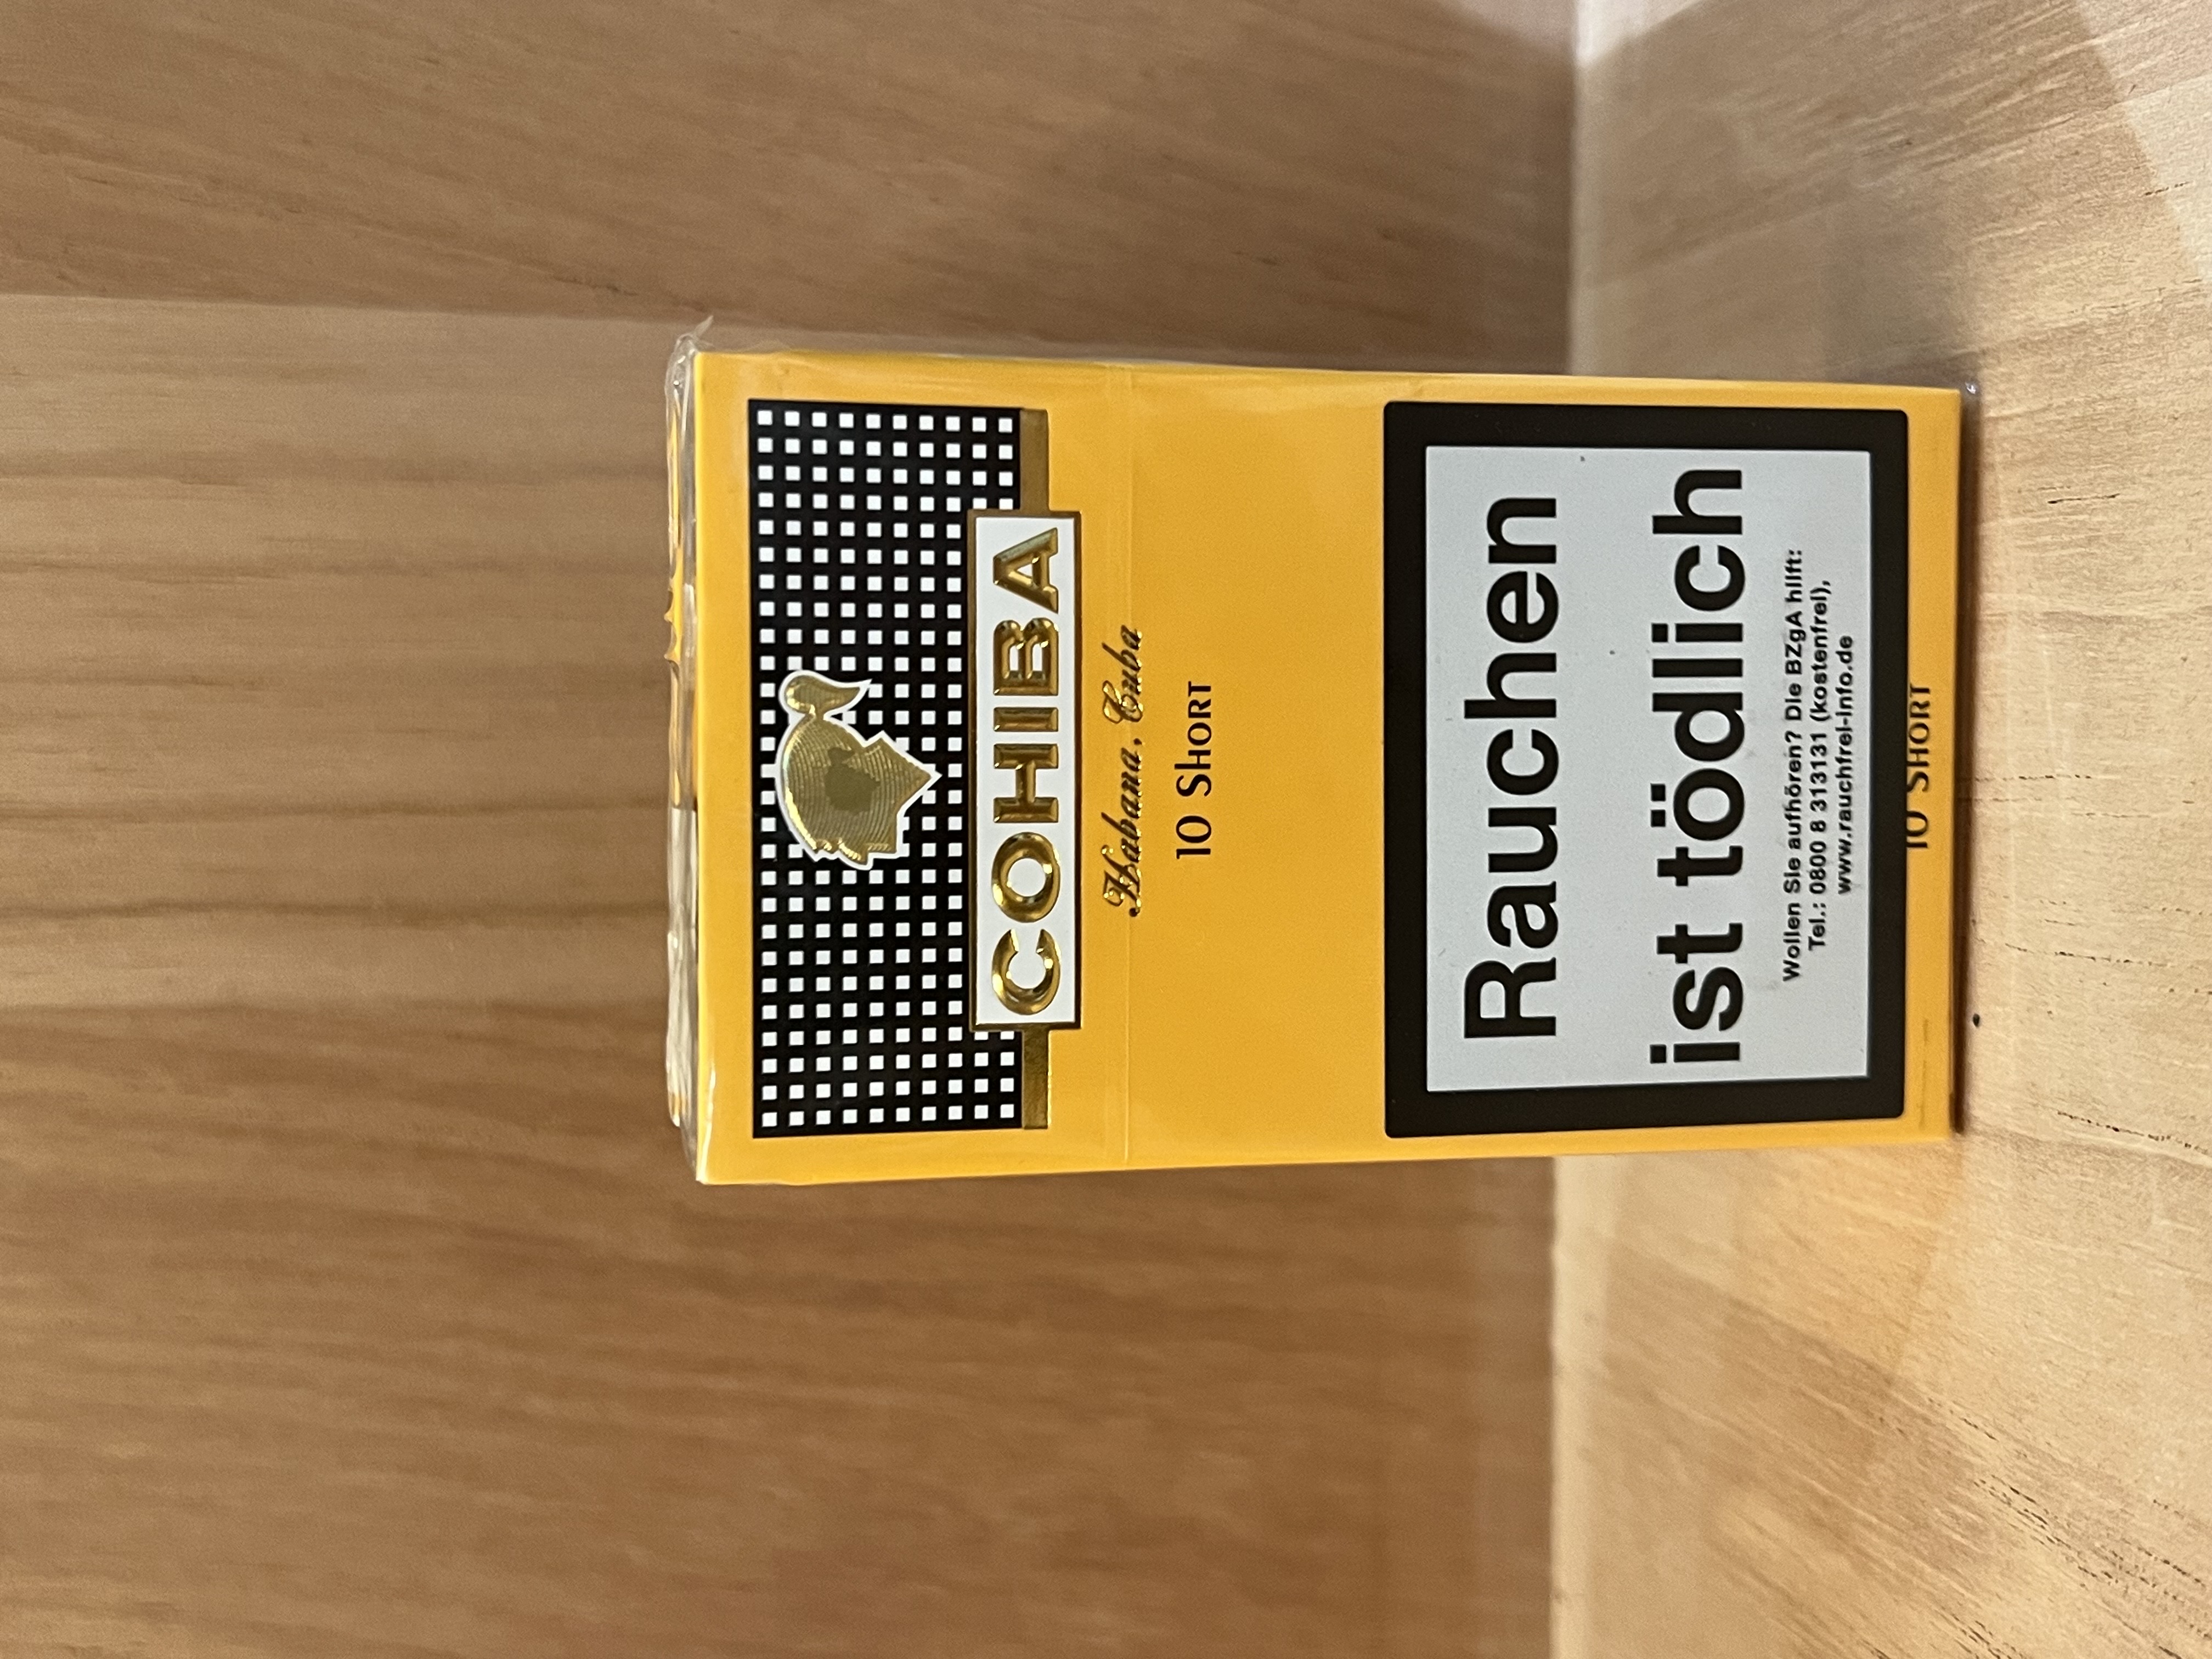 COHIBA
Habana, Cuba
10 SHORT
Rauchen
ist tödlich
Wollen Sie aufhören? Die BZgA hilft:
Tel.: 0800 8 313131 (kostenfrei),
www.rauchfrei-info.de
10 SHORT